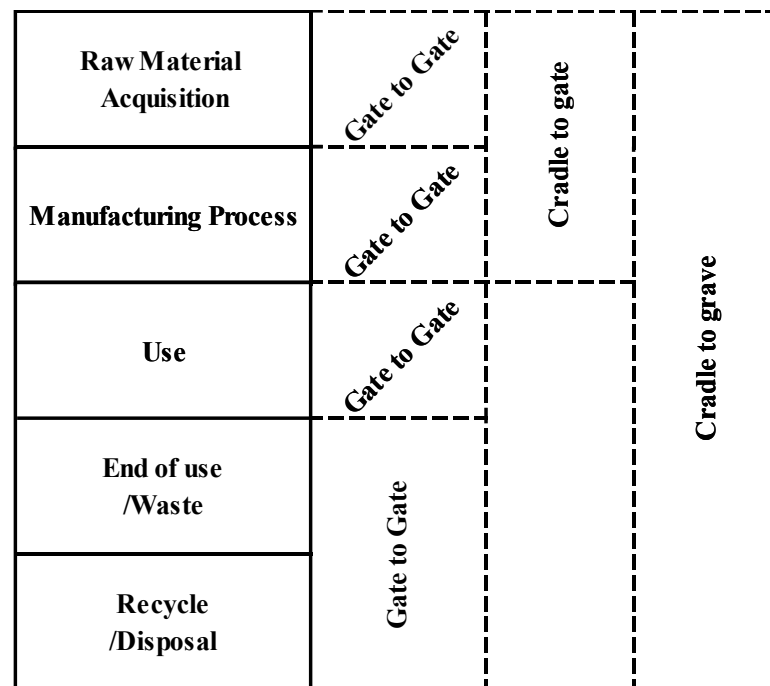 Raw Material
Acquisition
Gate to Gate
Cradle to gate
Cradle to grave
Manufacturing Process
Gate to Gate
Use
Gate to Gate
End of use
/Waste
Gate to Gate
Recycle
/Disposal